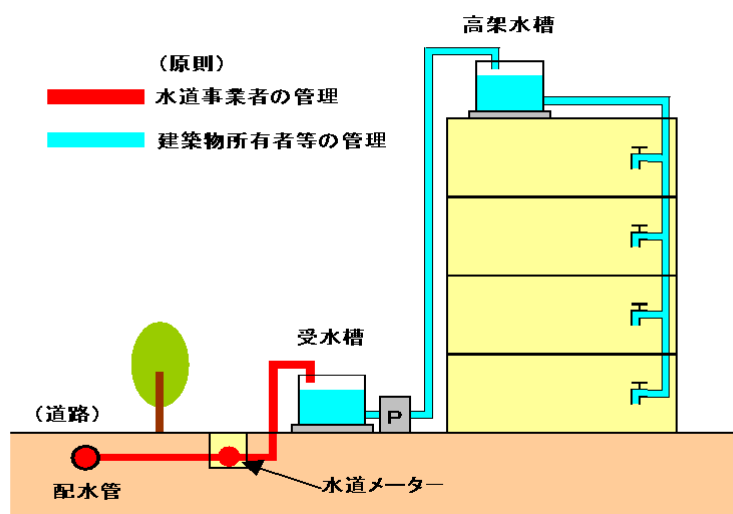 高架水槽
（原則）
水道事業者の管理
建築物所有者等の管理
受水槽
P
（道路）
配水管
水道メーター